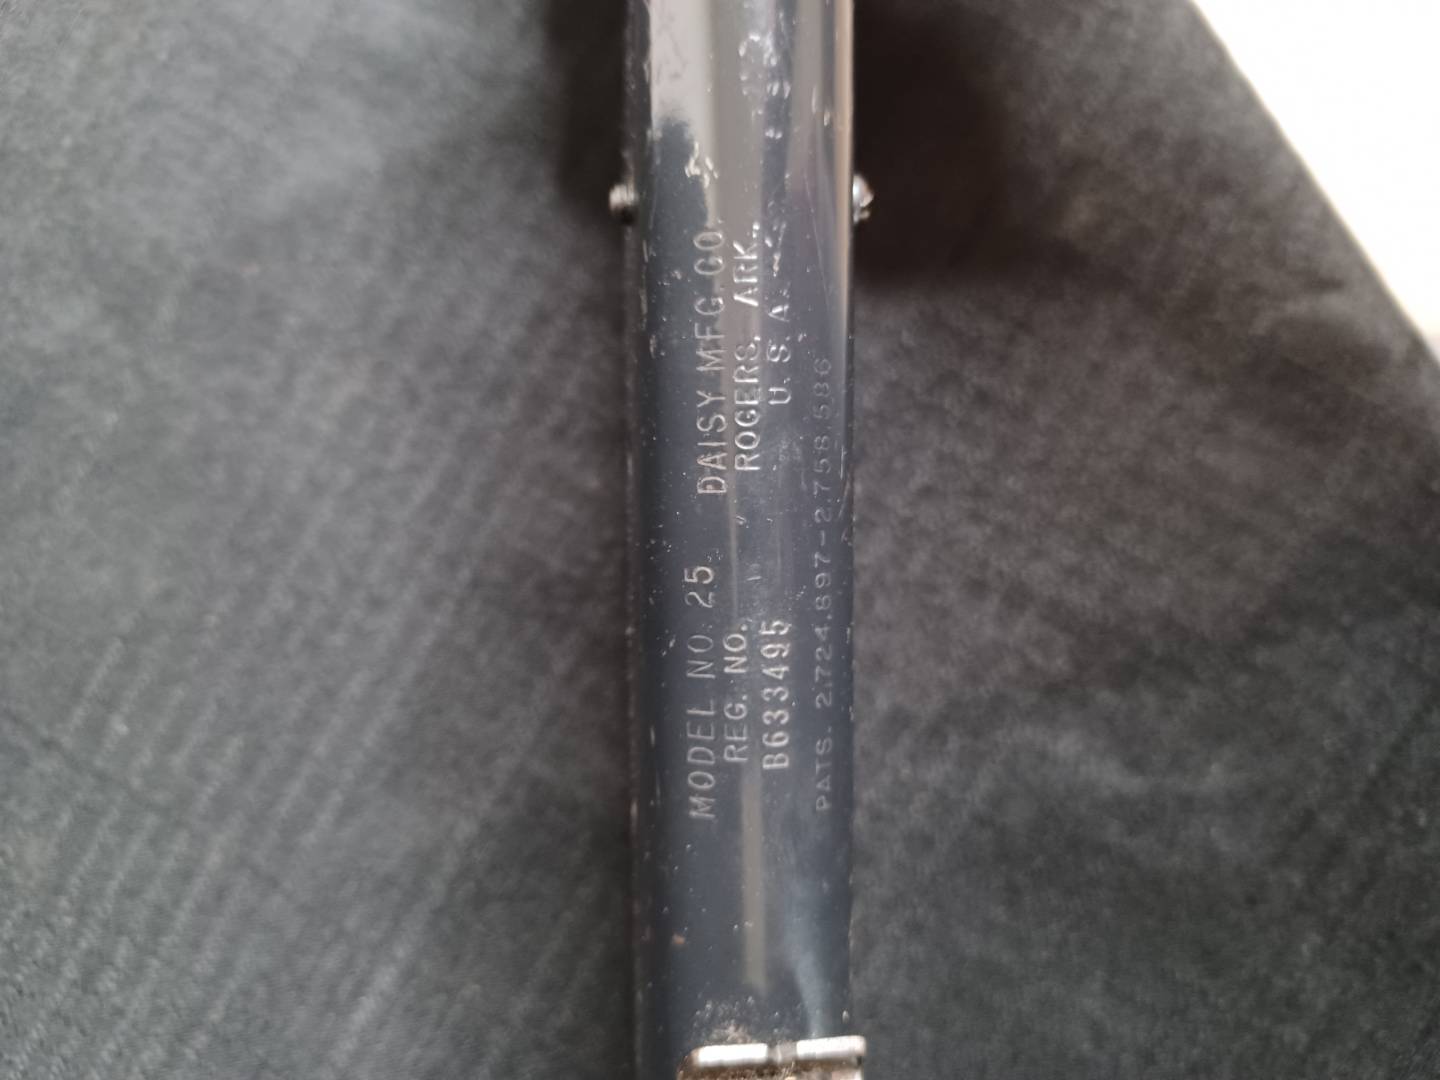 MODEL NO. 25 DAISY MFG. CO.
REG. NO. ROGERS, ARK.,
B633495 U. S. A.
PATS. 2,724,897-2,758,586